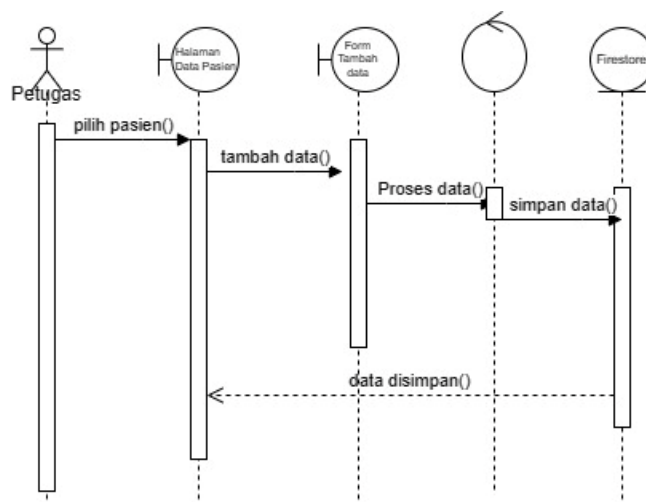 Halaman
Data Pasien
Form
Tambah
data
Firestore
Petugas
pilih pasien()
tambah data()
Proses data()
simpan data()
data disimpan()